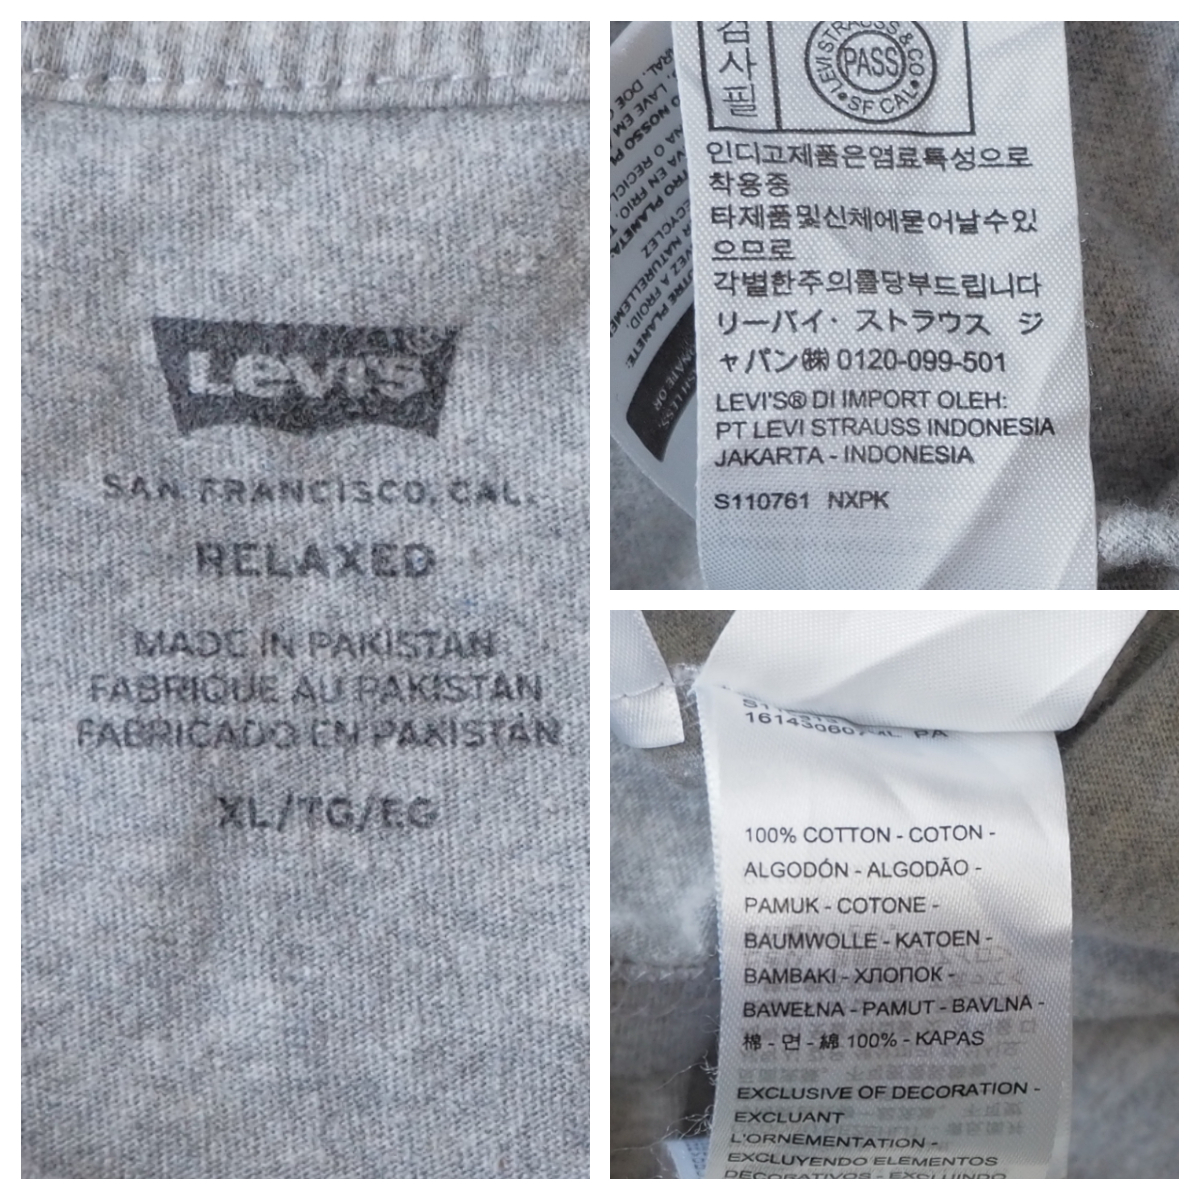 LEVI'S®
SAN FRANCISCO, CAL.
RELAXED
MADE IN PAKISTAN
FABRIQUÉ AU PAKISTAN
FABRICADO EN PAKISTÁN
XL/TG/EG
검사필
LEVI STRAUSS & CO
PASS
SF CAL
인디고제품은염료특성으로
착용중
타제품및신체에묻어날수있
으므로
각별한주의를당부드립니다
リーバイ・ストラウス ジ
ャパン㈱ 0120-099-501
LEVI'S® DI IMPORT OLEH:
PT LEVI STRAUSS INDONESIA
JAKARTA - INDONESIA
S110761 NXPK
PA
100% COTTON - COTON -
ALGODÓN - ALGODÃO -
PAMUK - COTONE -
BAUMWOLLE - KATOEN -
BAMBAKI - ХЛОПОК -
BAWEŁNA - PAMUT - BAVLNA -
棉 - 면 - 綿 100% - KAPAS
EXCLUSIVE OF DECORATION -
EXCLUANT
L'ORNEMENTATION -
EXCLUYENDO ELEMENTOS
DECORATIVOS - EXCLUINDO